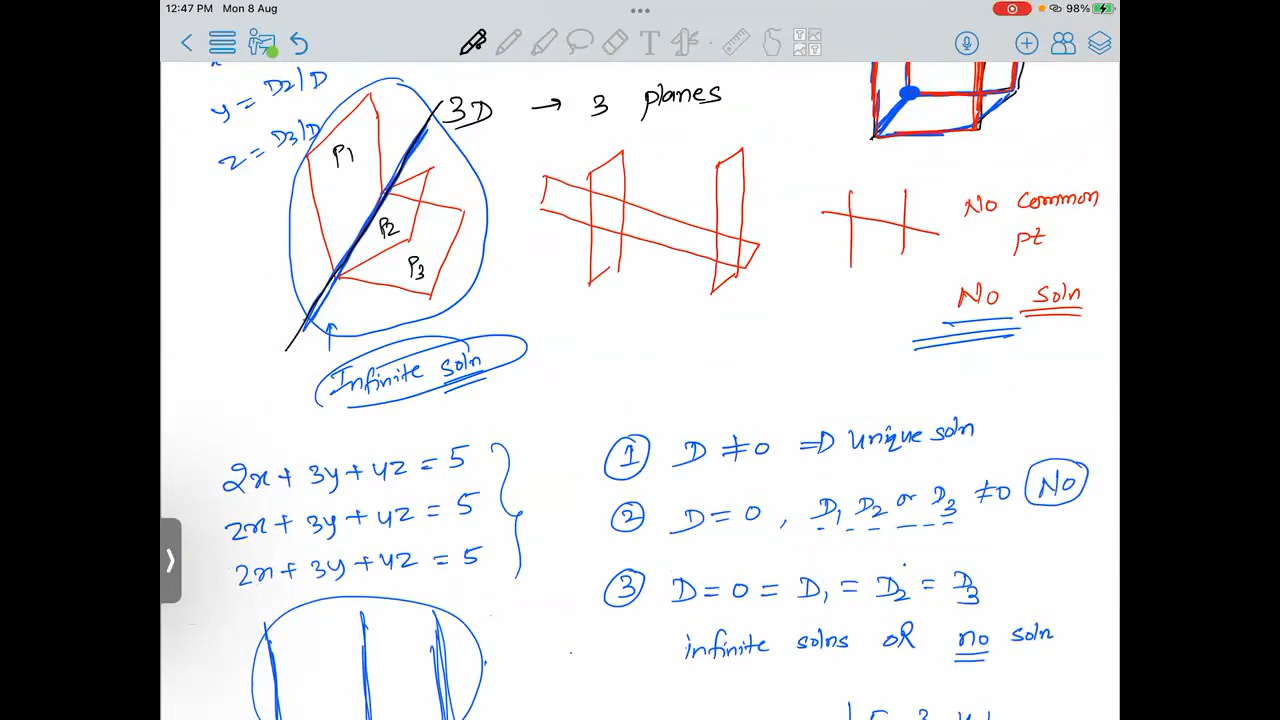 12:47 PM Mon 8 Aug
98%
y = D2/D
z = D3/D
3D → 3 planes
P1
P2
P3
No common
pt
No soln
Infinite soln
2x + 3y + 4z = 5
2x + 3y + 4z = 5
2x + 3y + 4z = 5
① D ≠ 0 ⇒ unique soln
② D = 0 , D1 D2 or D3 ≠ 0 No
③ D = 0 = D1 = D2 = D3
infinite solns OR no soln